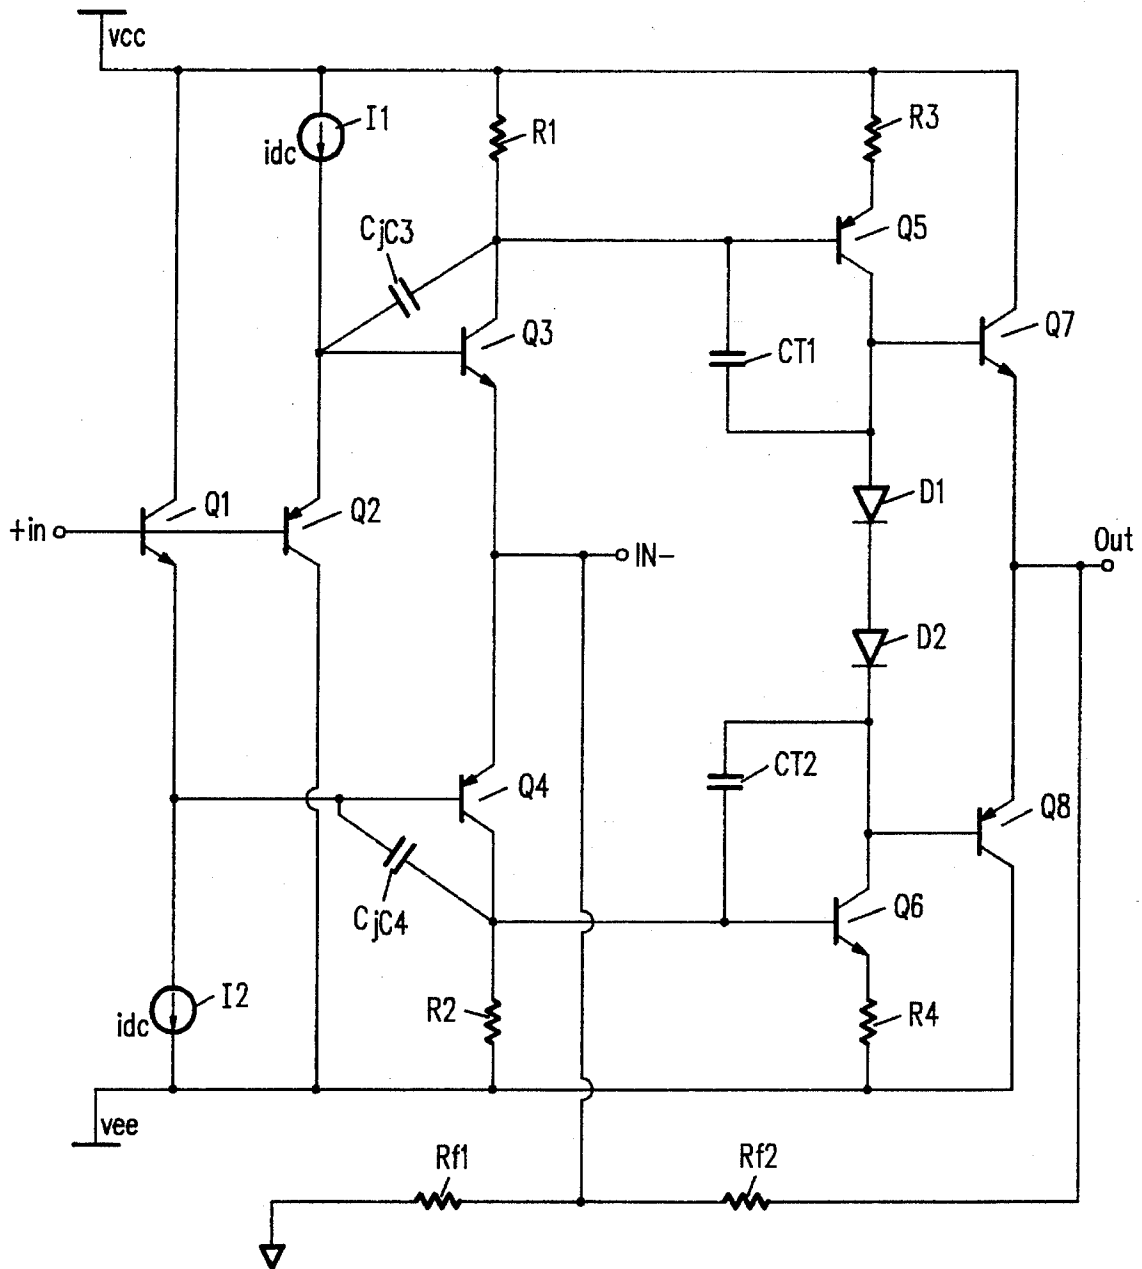 vcc
I1
idc
R1
R3
CjC3
Q5
Q3
Q7
CT1
D1
Q1
Q2
+in
IN-
Out
D2
CT2
Q4
Q8
CjC4
Q6
I2
idc
R2
R4
vee
Rf1
Rf2